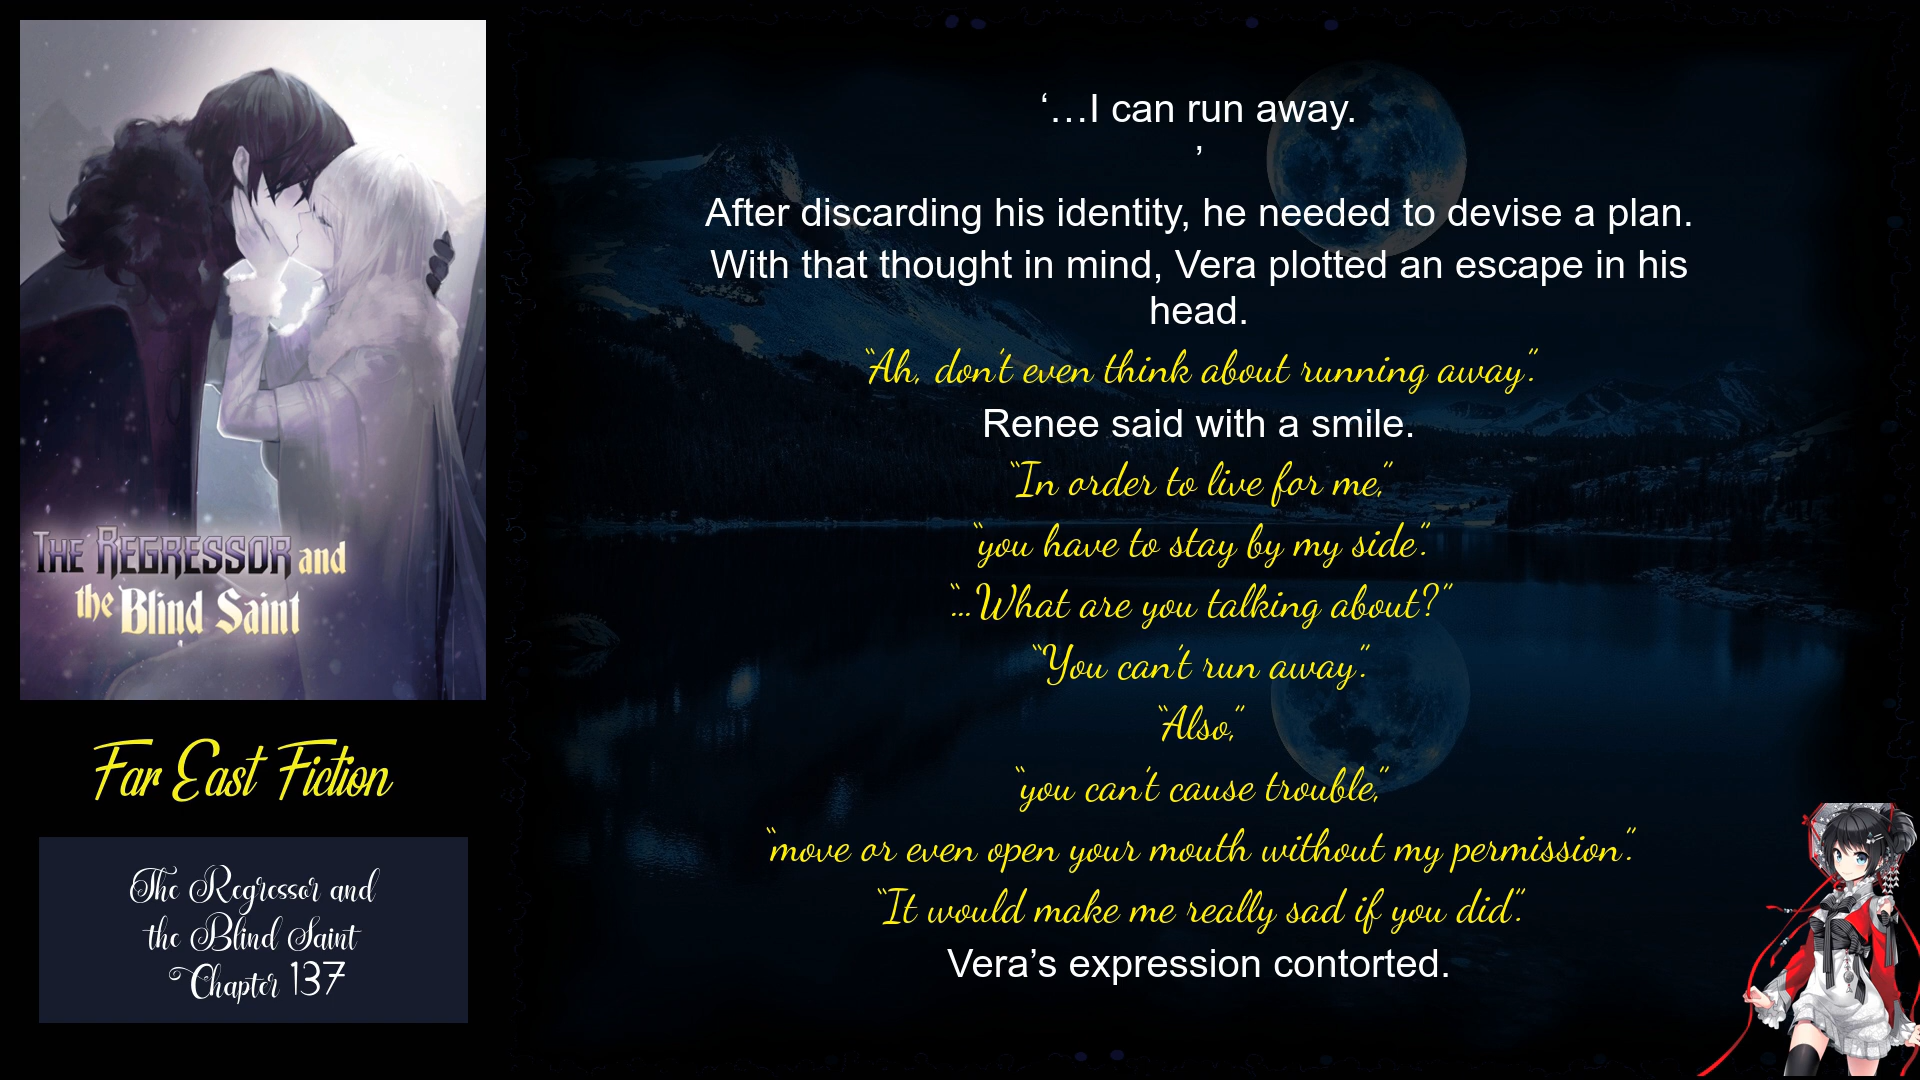 THE REGRESSOR and
the Blind Saint
Far East Fiction
The Regressor and
the Blind Saint
Chapter 137
‘…I can run away.
’
After discarding his identity, he needed to devise a plan.
With that thought in mind, Vera plotted an escape in his
head.
“Ah, don’t even think about running away”.
Renee said with a smile.
“In order to live for me,”
“you have to stay by my side”.
“…What are you talking about?”
“You can’t run away”.
“Also,”
“you can’t cause trouble,”
“move or even open your mouth without my permission”.
“It would make me really sad if you did”.
Vera’s expression contorted.